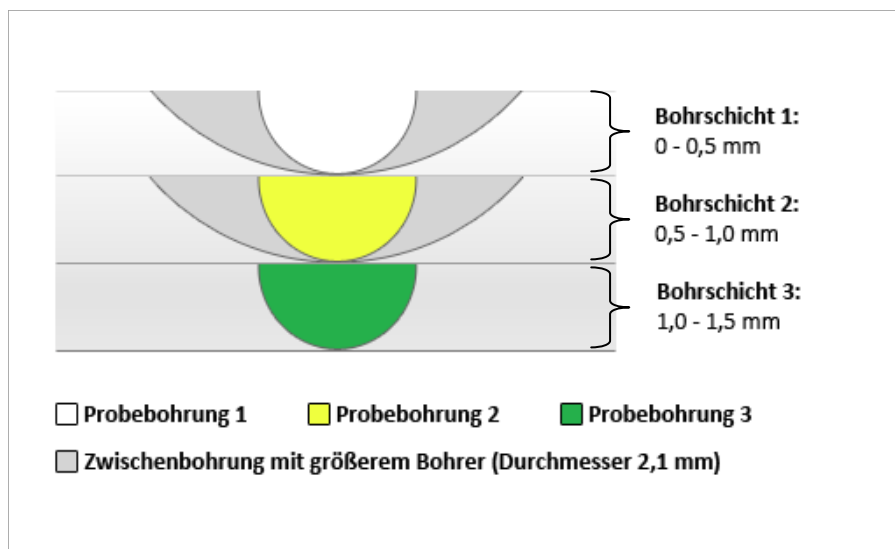 Bohrschicht 1:
0 - 0,5 mm
Bohrschicht 2:
0,5 - 1,0 mm
Bohrschicht 3:
1,0 - 1,5 mm
Probebohrung 1 Probebohrung 2 Probebohrung 3
Zwischenbohrung mit größerem Bohrer (Durchmesser 2,1 mm)